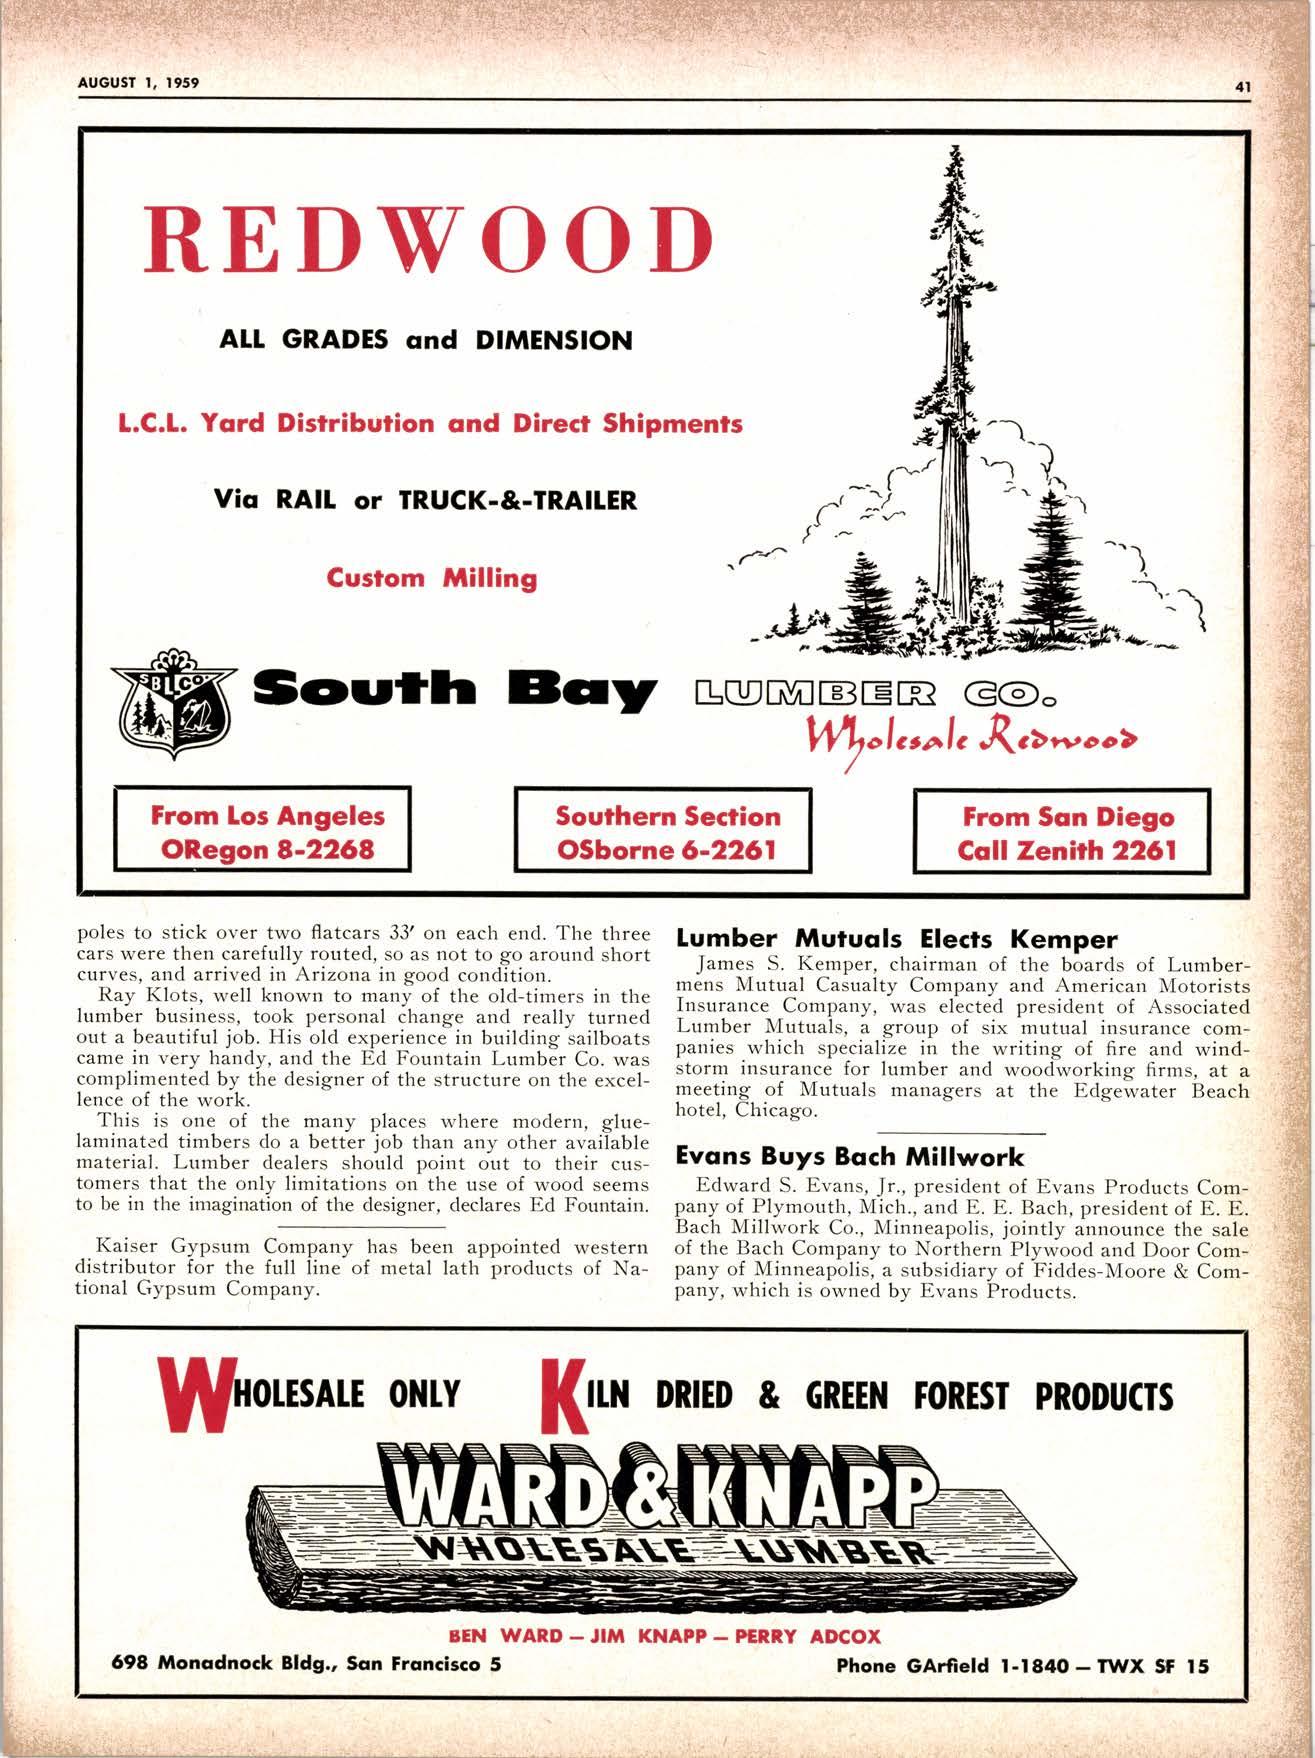 AUGUST 1, 1959
41
REDWOOD
ALL GRADES and DIMENSION
L.C.L. Yard Distribution and Direct Shipments
Via RAIL or TRUCK-&-TRAILER
Custom Milling
SBLCO
South Bay LUMBER CO.
Wholesale Redwood
From Los Angeles
ORegon 8-2268
Southern Section
OSborne 6-2261
From San Diego
Call Zenith 2261
poles to stick over two flatcars 33′ on each end. The three
cars were then carefully routed, so as not to go around short
curves, and arrived in Arizona in good condition.
Ray Klots, well known to many of the old-timers in the
lumber business, took personal change and really turned
out a beautiful job. His old experience in building sailboats
came in very handy, and the Ed Fountain Lumber Co. was
complimented by the designer of the structure on the excel-
lence of the work.
This is one of the many places where modern, glue-
laminated timbers do a better job than any other available
material. Lumber dealers should point out to their cus-
tomers that the only limitations on the use of wood seems
to be in the imagination of the designer, declares Ed Fountain.
Kaiser Gypsum Company has been appointed western
distributor for the full line of metal lath products of Na-
tional Gypsum Company.
Lumber Mutuals Elects Kemper
James S. Kemper, chairman of the boards of Lumber-
mens Mutual Casualty Company and American Motorists
Insurance Company, was elected president of Associated
Lumber Mutuals, a group of six mutual insurance com-
panies which specialize in the writing of fire and wind-
storm insurance for lumber and woodworking firms, at a
meeting of Mutuals managers at the Edgewater Beach
hotel, Chicago.
Evans Buys Bach Millwork
Edward S. Evans, Jr., president of Evans Products Com-
pany of Plymouth, Mich., and E. E. Bach, president of E. E.
Bach Millwork Co., Minneapolis, jointly announce the sale
of the Bach Company to Northern Plywood and Door Com-
pany of Minneapolis, a subsidiary of Fiddes-Moore & Com-
pany, which is owned by Evans Products.
WHOLESALE ONLY KILN DRIED & GREEN FOREST PRODUCTS
WARD & KNAPP
WHOLESALE LUMBER
BEN WARD — JIM KNAPP — PERRY ADCOX
698 Monadnock Bldg., San Francisco 5
Phone GArfield 1-1840 — TWX SF 15